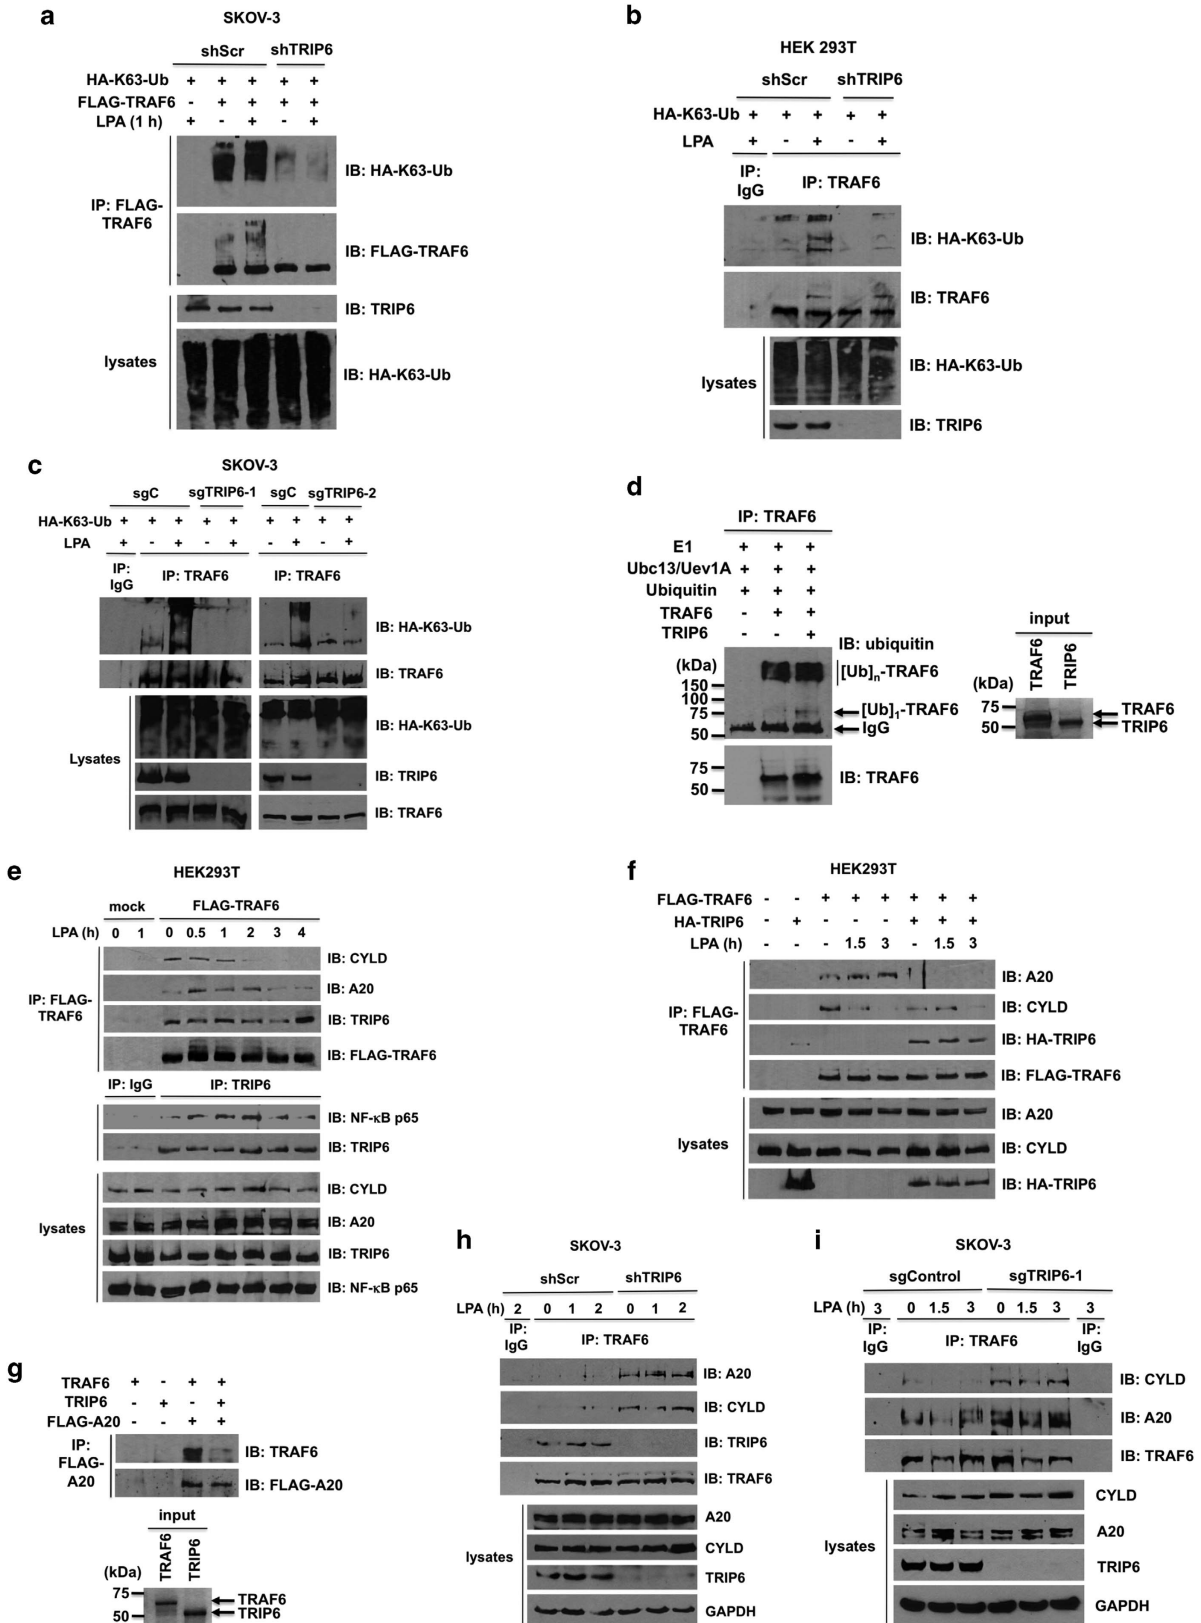 a
SKOV-3
shScr shTRIP6
HA-K63-Ub + + + + +
FLAG-TRAF6 - + + + +
LPA (1 h) + - + - +
IP: FLAG-
TRAF6
IB: HA-K63-Ub
IB: FLAG-TRAF6
IB: TRIP6
lysates
IB: HA-K63-Ub
b
HEK 293T
shScr shTRIP6
HA-K63-Ub + + + + +
LPA + - + - +
IP:
IgG
IP: TRAF6
IB: HA-K63-Ub
IB: TRAF6
lysates
IB: HA-K63-Ub
IB: TRIP6
c
SKOV-3
sgC sgTRIP6-1 sgC sgTRIP6-2
HA-K63-Ub + + + + + + + + +
LPA + - + - + - + - +
IP:
IgG
IP: TRAF6 IP: TRAF6
IB: HA-K63-Ub
IB: TRAF6
Lysates
IB: HA-K63-Ub
IB: TRIP6
IB: TRAF6
d
IP: TRAF6
E1 + + +
Ubc13/Uev1A + + +
Ubiquitin + + +
TRAF6 - + +
TRIP6 - - +
(kDa)
150
100
75
50
IB: ubiquitin
[Ub]n-TRAF6
[Ub]1-TRAF6
IgG
75
50
IB: TRAF6
input
TRAF6
TRIP6
(kDa)
75
50
TRAF6
TRIP6
e
HEK293T
mock FLAG-TRAF6
LPA (h) 0 1 0 0.5 1 2 3 4
IP: FLAG-
TRAF6
IB: CYLD
IB: A20
IB: TRIP6
IB: FLAG-TRAF6
IP: IgG IP: TRIP6
IB: NF-κB p65
IB: TRIP6
lysates
IB: CYLD
IB: A20
IB: TRIP6
IB: NF-κB p65
f
HEK293T
FLAG-TRAF6 - - + + + + + +
HA-TRIP6 - + - - - + + +
LPA (h) - - - 1.5 3 - 1.5 3
IP: FLAG-
TRAF6
IB: A20
IB: CYLD
IB: HA-TRIP6
IB: FLAG-TRAF6
lysates
IB: A20
IB: CYLD
IB: HA-TRIP6
g
TRAF6 + - + +
TRIP6 - + - +
FLAG-A20 - - + +
IP:
FLAG-
A20
IB: TRAF6
IB: FLAG-A20
input
TRAF6
TRIP6
(kDa)
75
50
TRAF6
TRIP6
h
SKOV-3
shScr shTRIP6
LPA (h) 2 0 1 2 0 1 2
IP:
IgG
IP: TRAF6
IB: A20
IB: CYLD
IB: TRIP6
IB: TRAF6
lysates
A20
CYLD
TRIP6
GAPDH
i
SKOV-3
sgControl sgTRIP6-1
LPA (h) 3 0 1.5 3 0 1.5 3 3
IP:
IgG
IP: TRAF6
IP:
IgG
IB: CYLD
IB: A20
IB: TRAF6
lysates
CYLD
A20
TRIP6
GAPDH